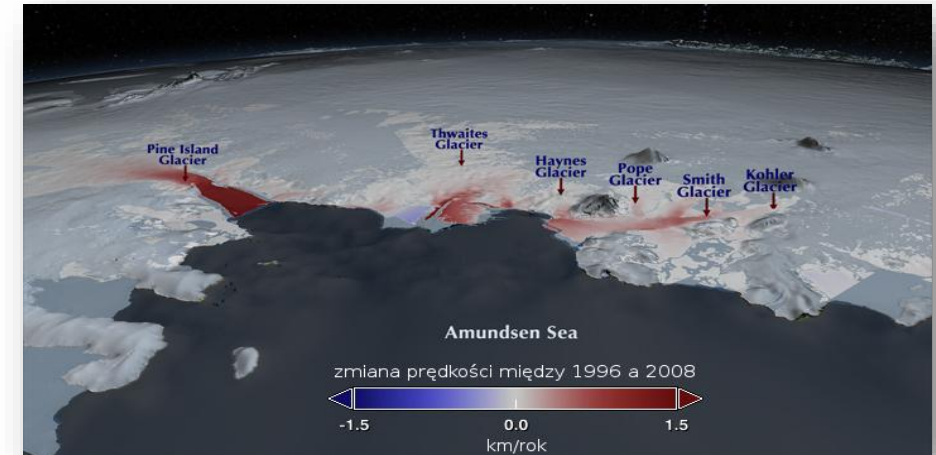 Pine Island
Glacier
Thwaites
Glacier
Haynes
Glacier
Pope
Glacier
Smith
Glacier
Kohler
Glacier
Amundsen Sea
zmiana prędkości między 1996 a 2008
-1.5 0.0 1.5
km/rok